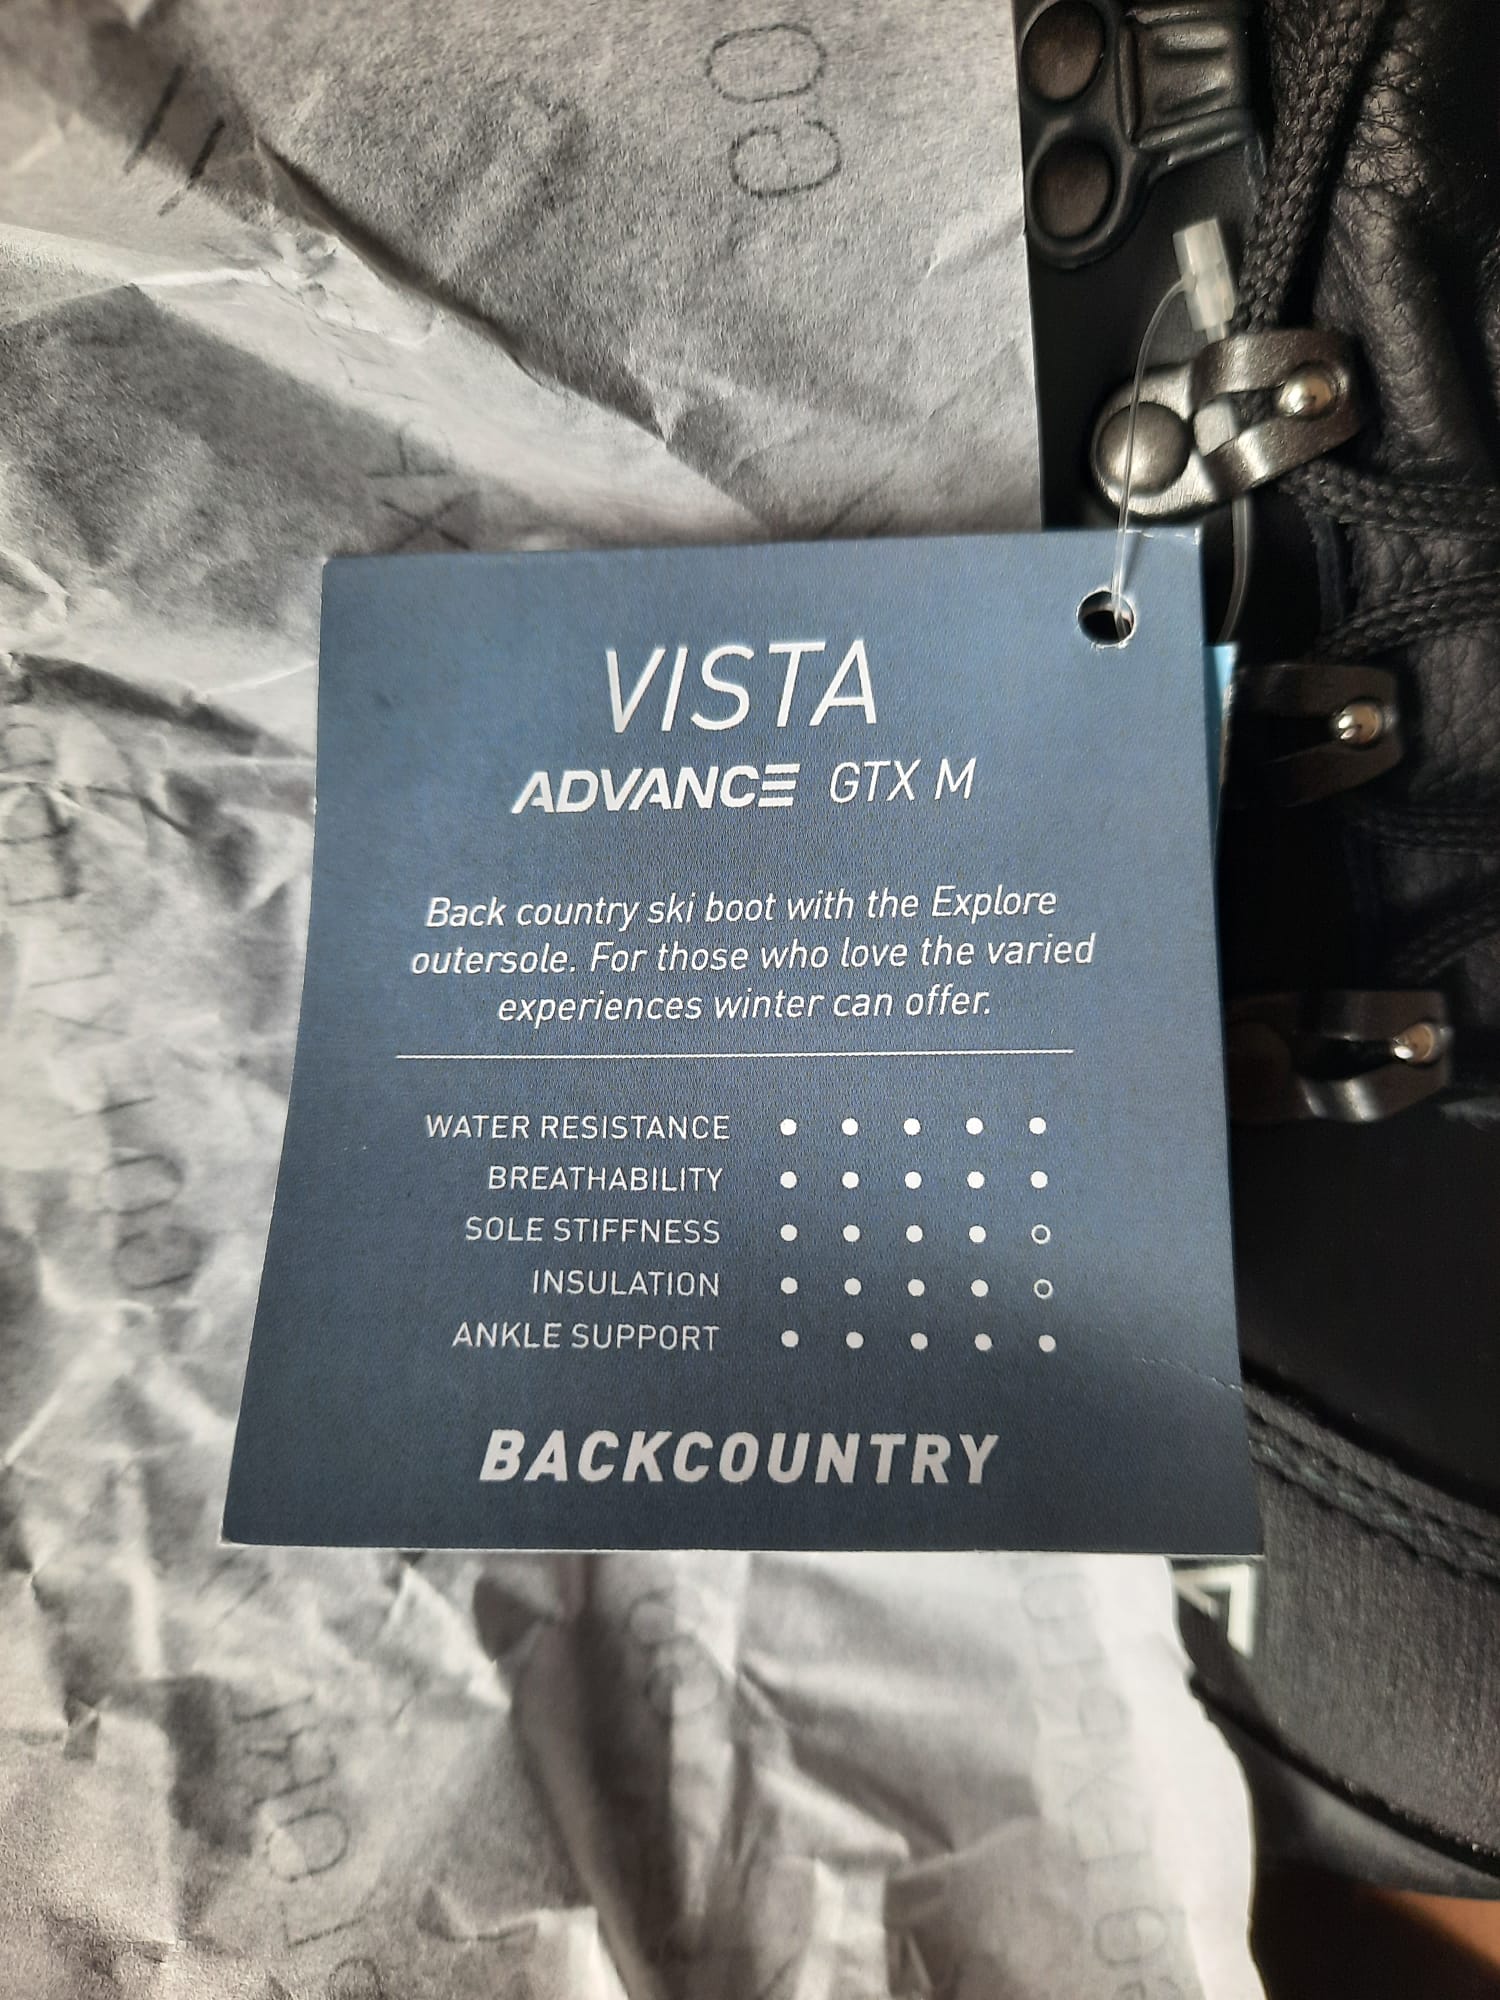 VISTA
ADVANCE GTX M
Back country ski boot with the Explore
outersole. For those who love the varied
experiences winter can offer.
WATER RESISTANCE
BREATHABILITY
SOLE STIFFNESS
INSULATION
ANKLE SUPPORT
BACKCOUNTRY